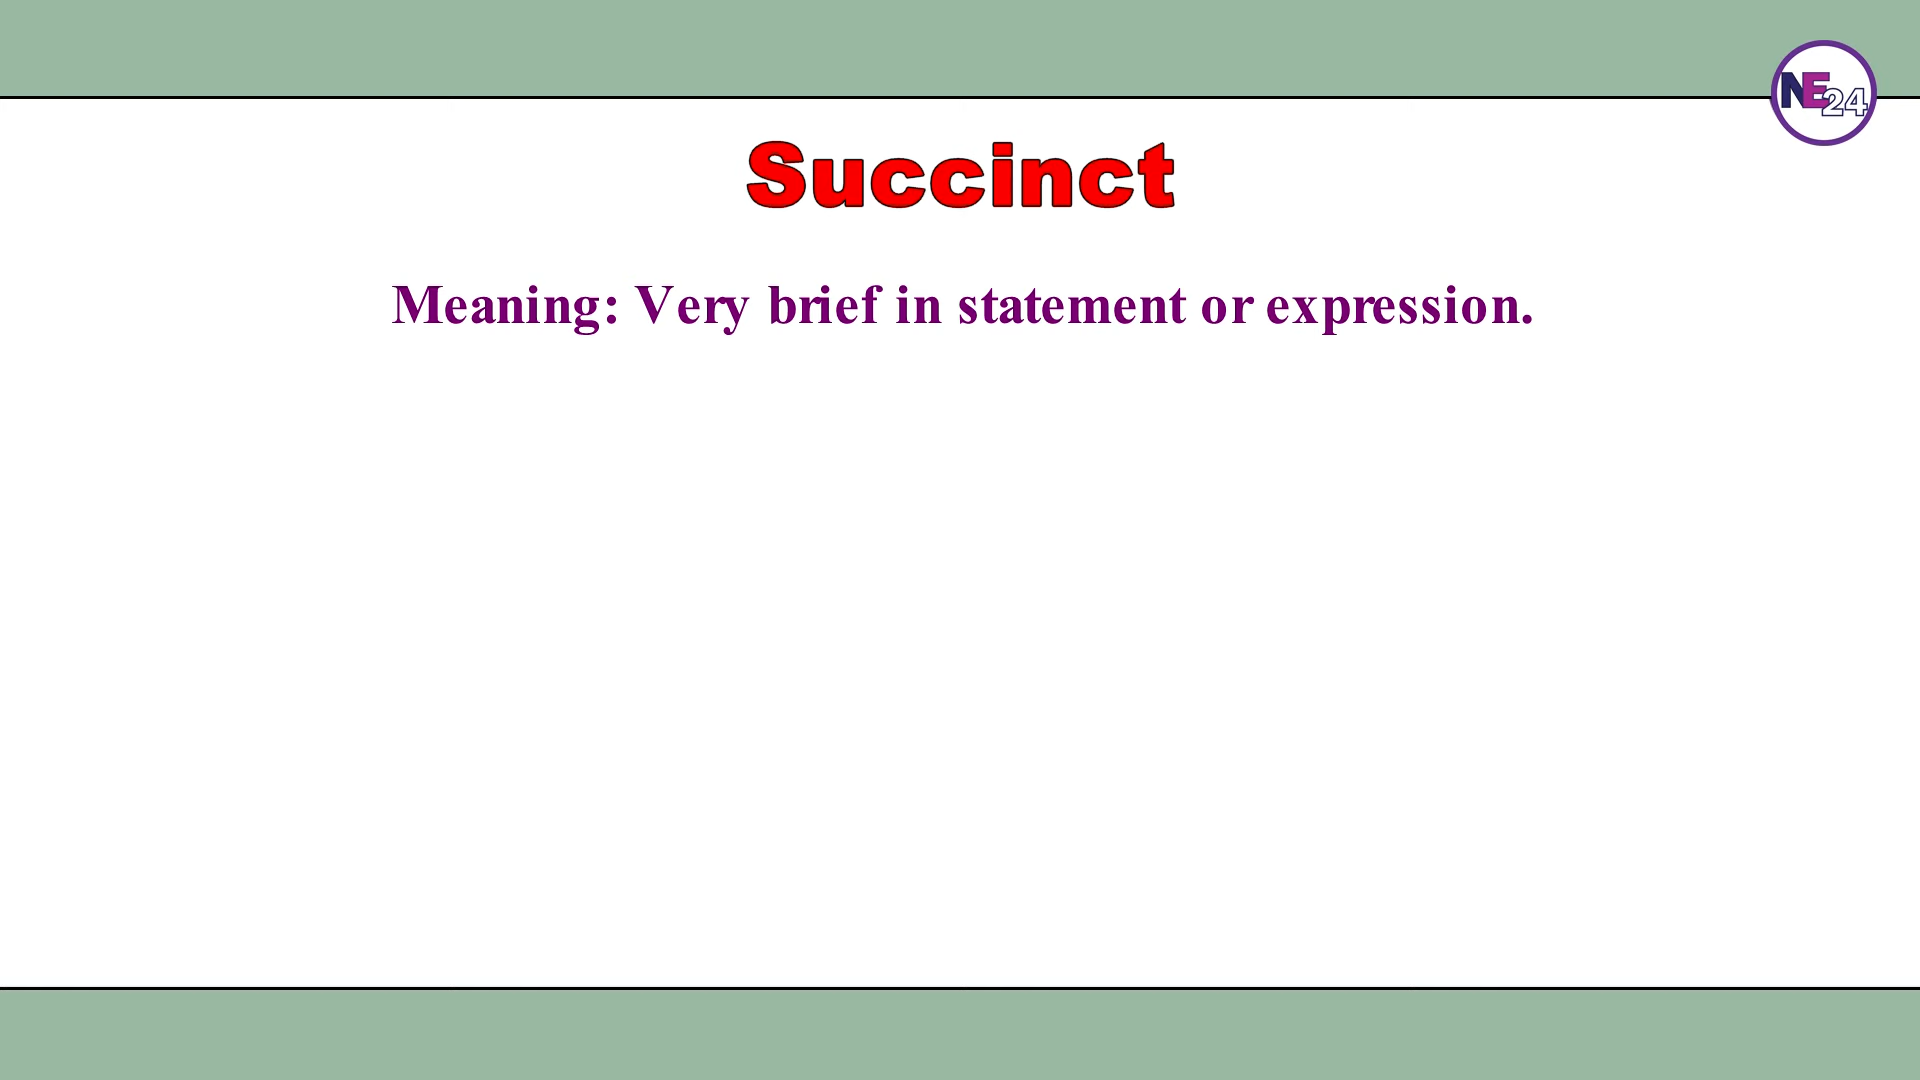 NE24
Succinct
Meaning: Very brief in statement or expression.